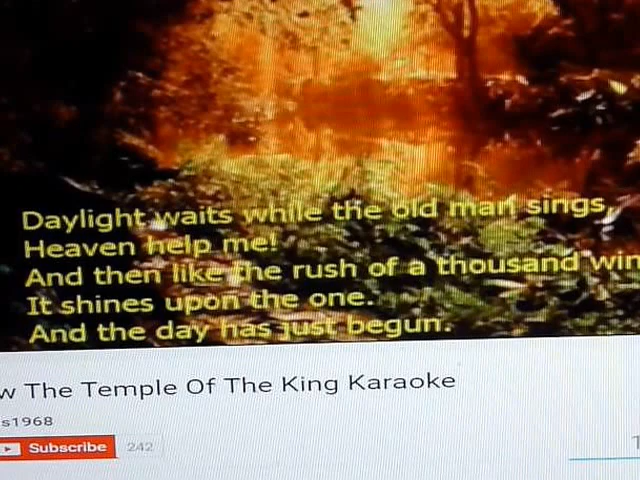 Daylight waits while the old man sings,
Heaven help me!
And then like the rush of a thousand win
It shines upon the one.
And the day has just begun.
w The Temple Of The King Karaoke
s1968
Subscribe 242
1